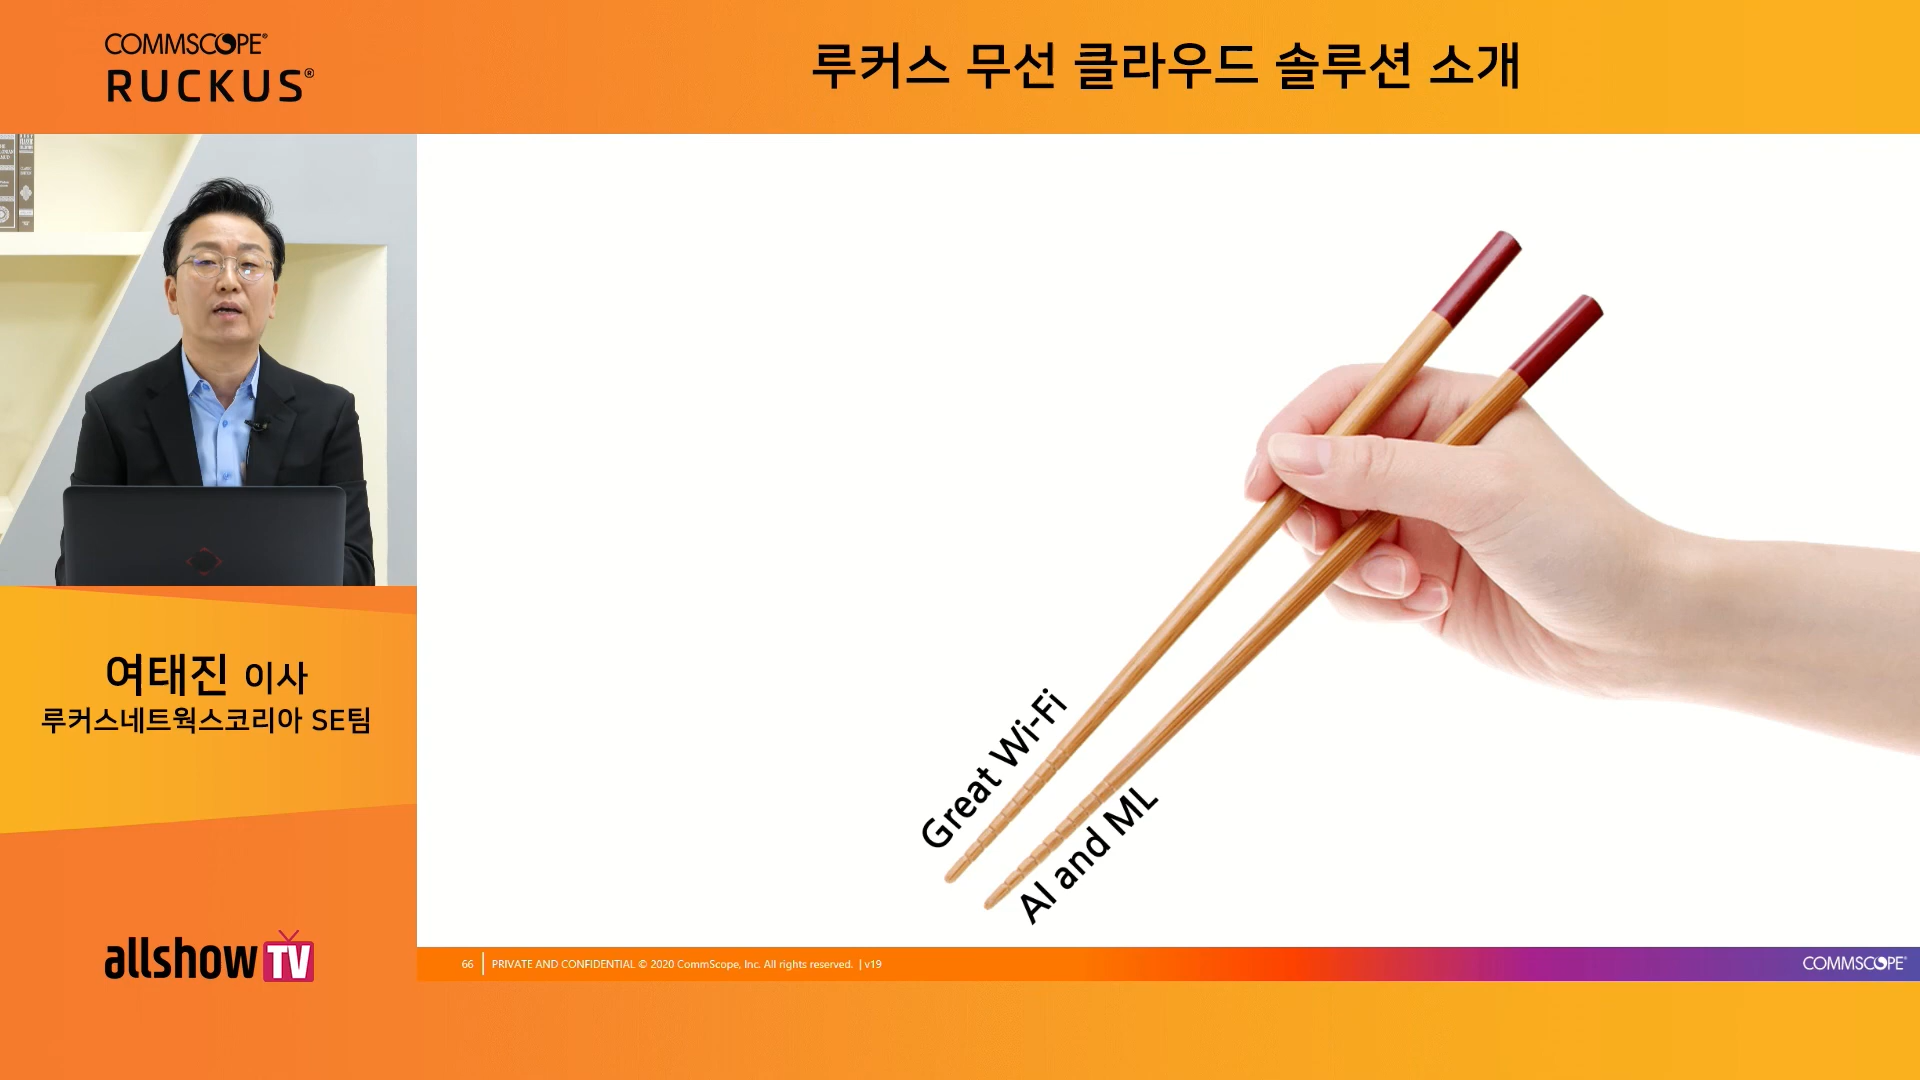 COMMSCOPE®
RUCKUS®
루커스 무선 클라우드 솔루션 소개
여태진 이사
루커스네트웍스코리아 SE팀
allshow TV
Great Wi-Fi
AI and ML
66 | PRIVATE AND CONFIDENTIAL © 2020 CommScope, Inc. All rights reserved. | v19
COMMSCOPE®